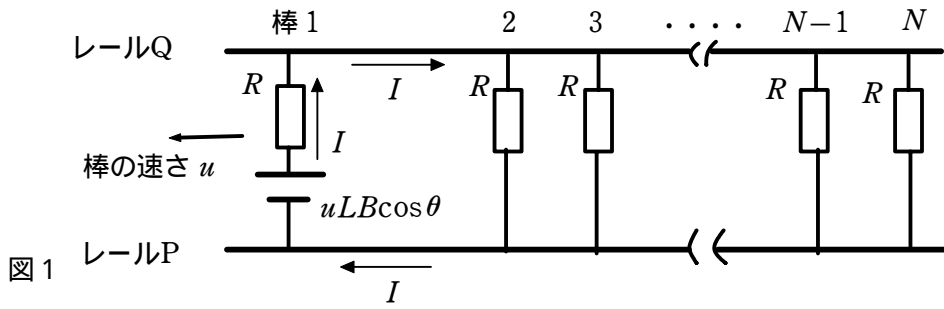 棒 1 2 3 ・・・・ N−1 N
レールQ
R I R R R R
I
棒の速さ u
uLBcosθ
レールP
図 1
I